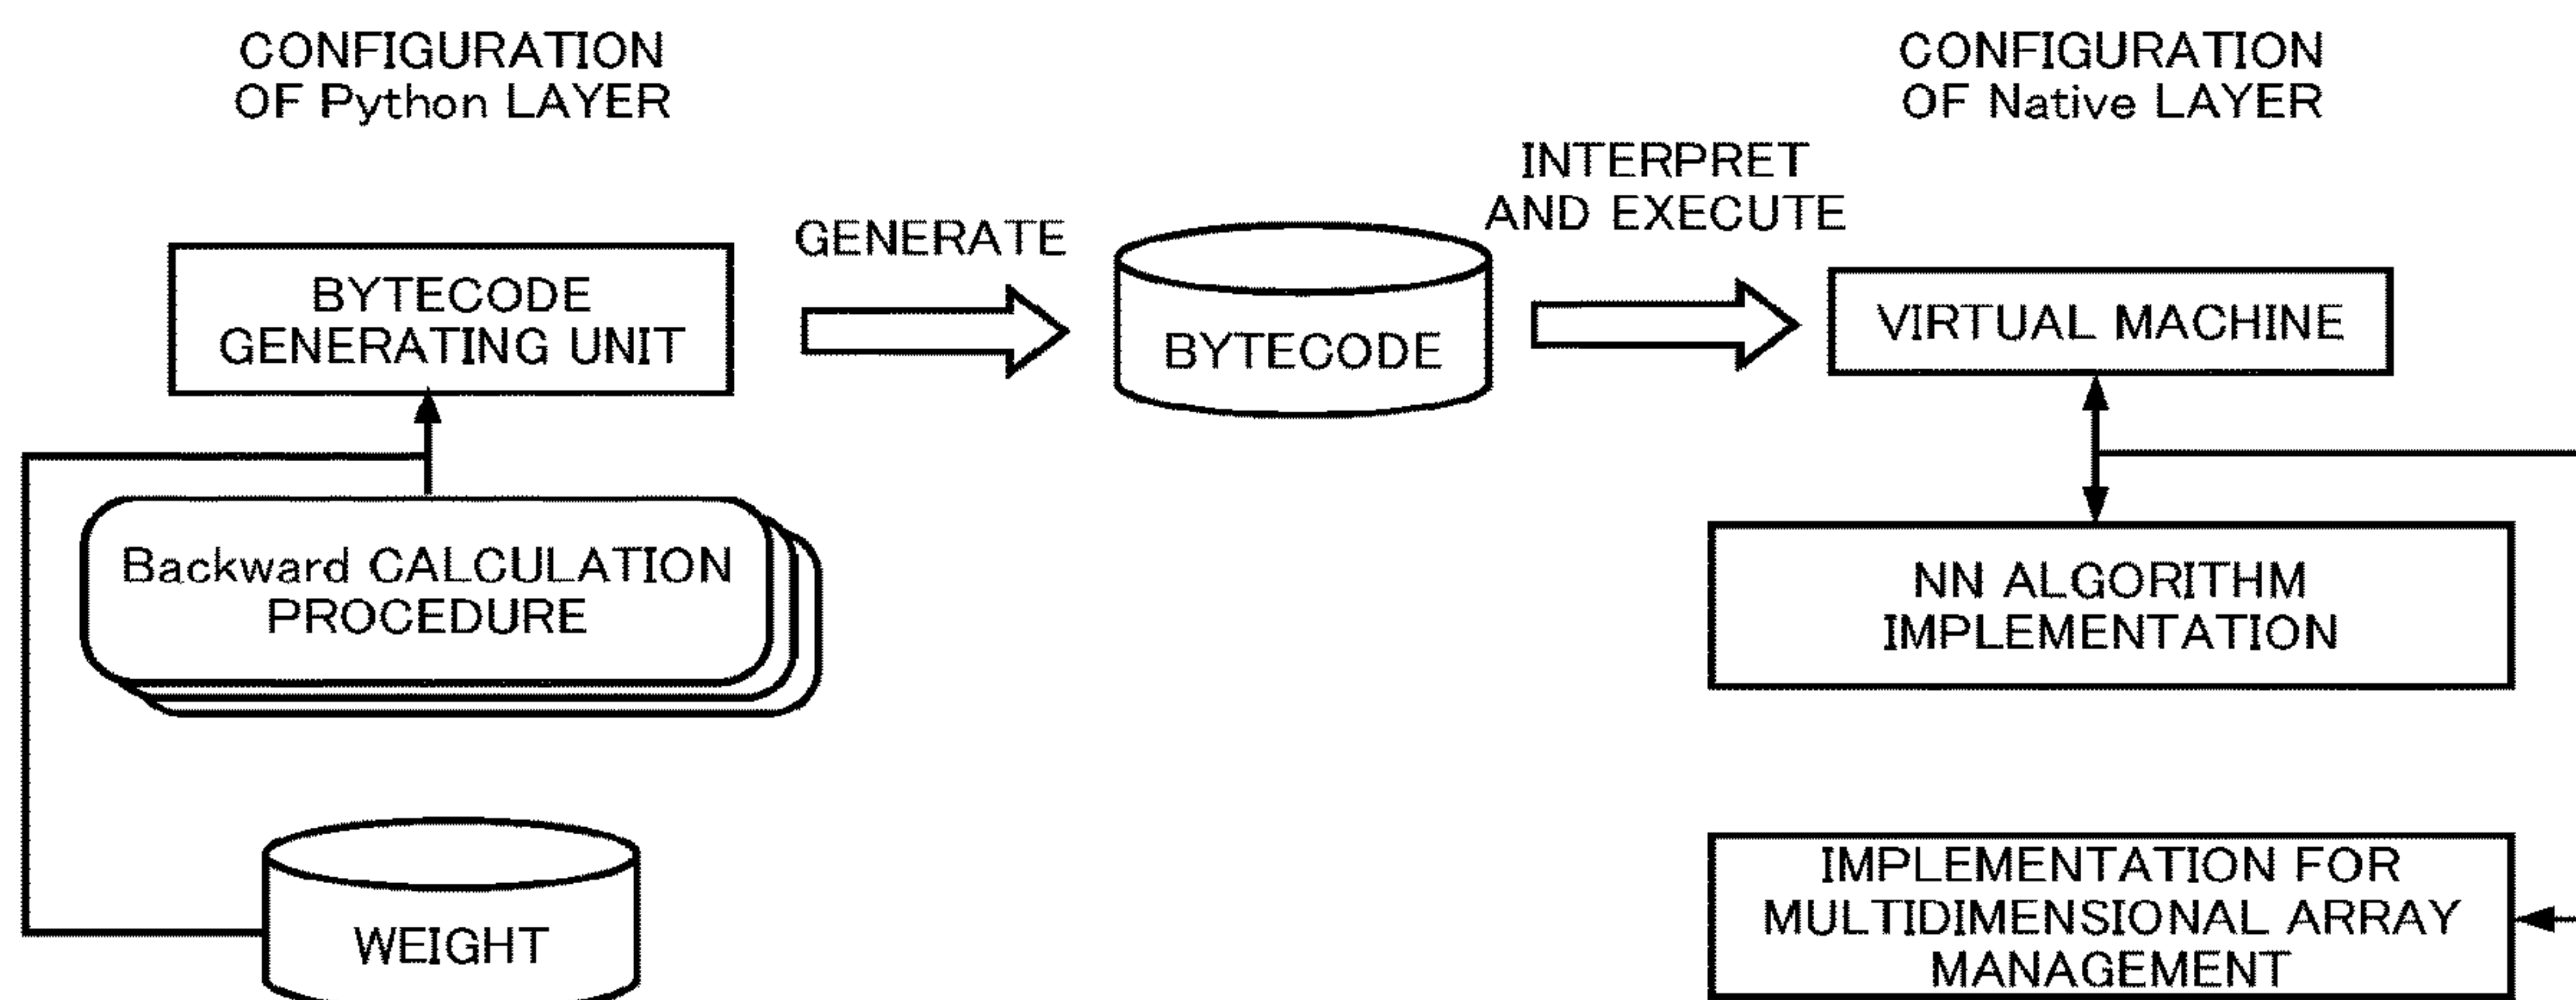 CONFIGURATION
OF Python LAYER
CONFIGURATION
OF Native LAYER
INTERPRET
AND EXECUTE
GENERATE
BYTECODE
GENERATING UNIT
BYTECODE
VIRTUAL MACHINE
Backward CALCULATION
PROCEDURE
NN ALGORITHM
IMPLEMENTATION
WEIGHT
IMPLEMENTATION FOR
MULTIDIMENSIONAL ARRAY
MANAGEMENT